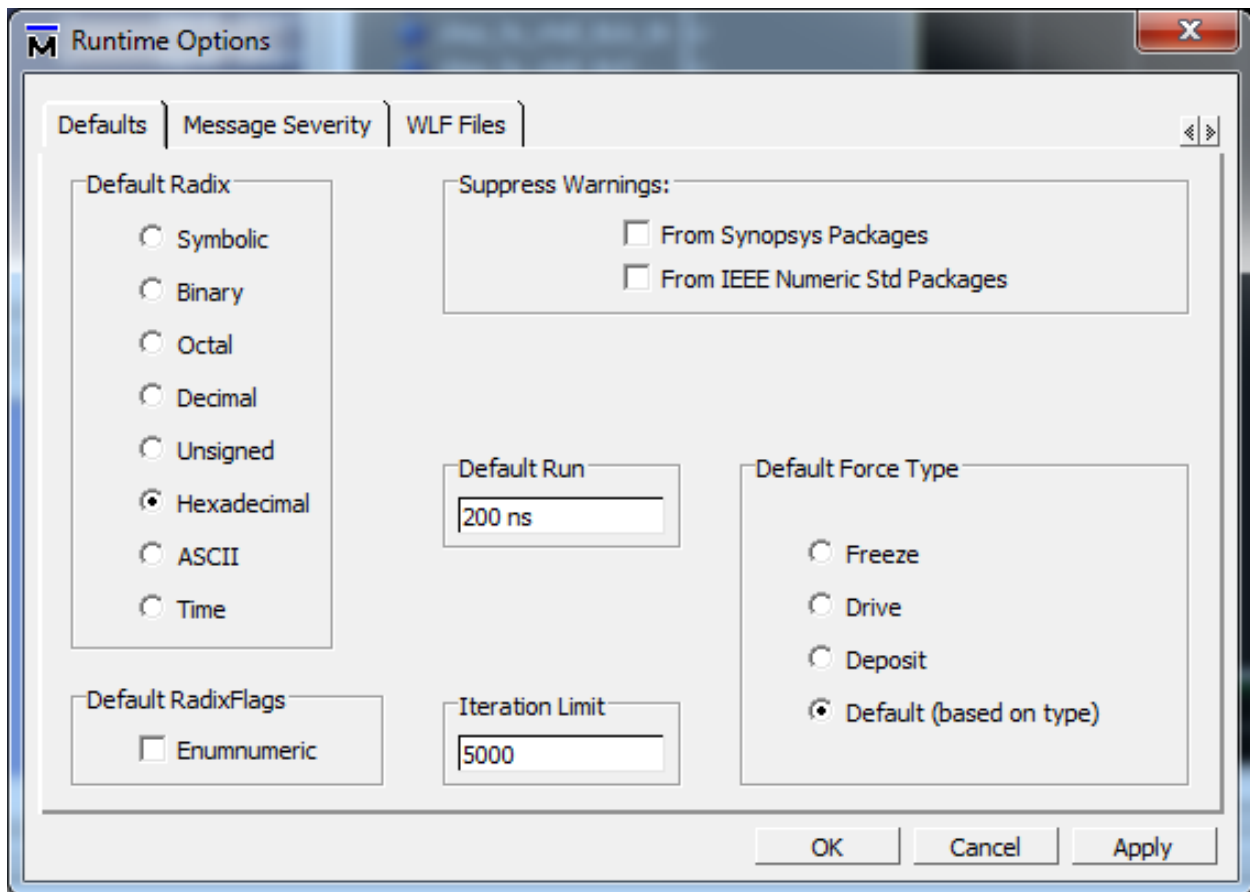 M Runtime Options
x
Defaults
Message Severity
WLF Files
Default Radix
Symbolic
Binary
Octal
Decimal
Unsigned
Hexadecimal
ASCII
Time
Default RadixFlags
Enumnumeric
Suppress Warnings:
From Synopsys Packages
From IEEE Numeric Std Packages
Default Run
200 ns
Iteration Limit
5000
Default Force Type
Freeze
Drive
Deposit
Default (based on type)
OK
Cancel
Apply